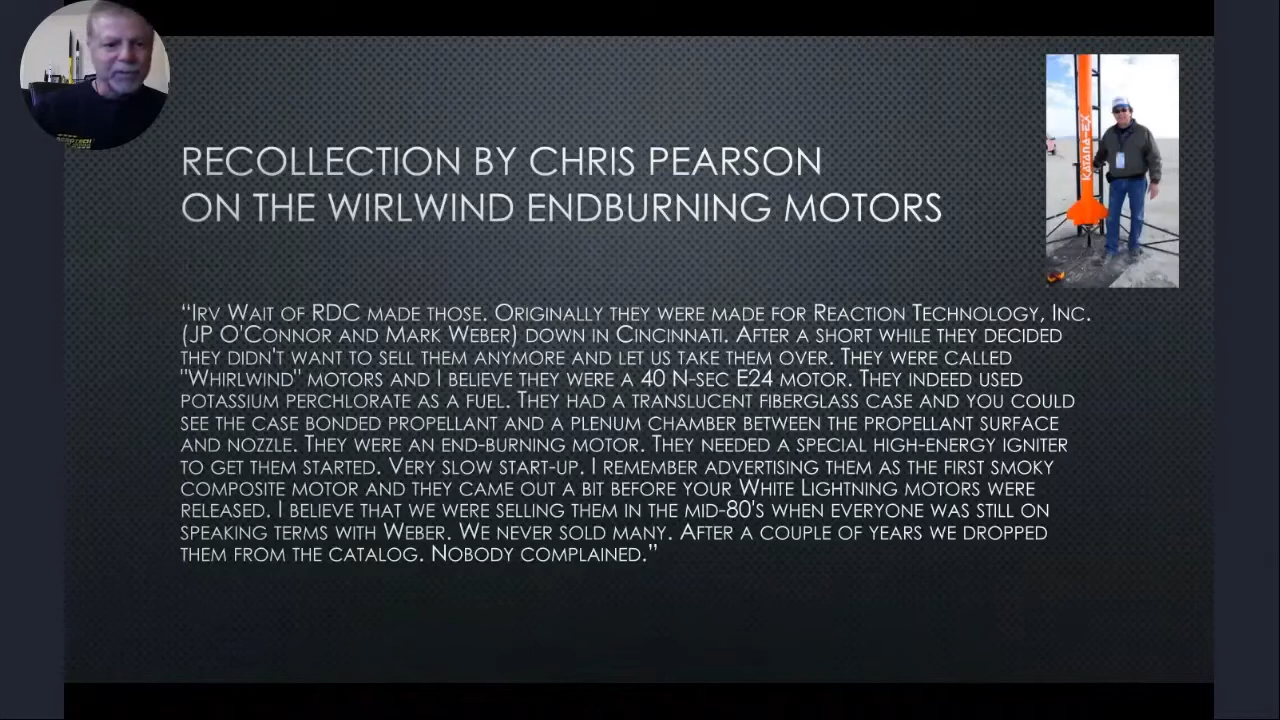 RECOLLECTION BY CHRIS PEARSON
ON THE WIRLWIND ENDBURNING MOTORS
KATANA-EX
“IRV WAIT OF RDC MADE THOSE. ORIGINALLY THEY WERE MADE FOR REACTION TECHNOLOGY, INC.
(JP O'CONNOR AND MARK WEBER) DOWN IN CINCINNATI. AFTER A SHORT WHILE THEY DECIDED
THEY DIDN'T WANT TO SELL THEM ANYMORE AND LET US TAKE THEM OVER. THEY WERE CALLED
"WHIRLWIND" MOTORS AND I BELIEVE THEY WERE A 40 N-SEC E24 MOTOR. THEY INDEED USED
POTASSIUM PERCHLORATE AS A FUEL. THEY HAD A TRANSLUCENT FIBERGLASS CASE AND YOU COULD
SEE THE CASE BONDED PROPELLANT AND A PLENUM CHAMBER BETWEEN THE PROPELLANT SURFACE
AND NOZZLE. THEY WERE AN END-BURNING MOTOR. THEY NEEDED A SPECIAL HIGH-ENERGY IGNITER
TO GET THEM STARTED. VERY SLOW START-UP. I REMEMBER ADVERTISING THEM AS THE FIRST SMOKY
COMPOSITE MOTOR AND THEY CAME OUT A BIT BEFORE YOUR WHITE LIGHTNING MOTORS WERE
RELEASED. I BELIEVE THAT WE WERE SELLING THEM IN THE MID-80'S WHEN EVERYONE WAS STILL ON
SPEAKING TERMS WITH WEBER. WE NEVER SOLD MANY. AFTER A COUPLE OF YEARS WE DROPPED
THEM FROM THE CATALOG. NOBODY COMPLAINED.”